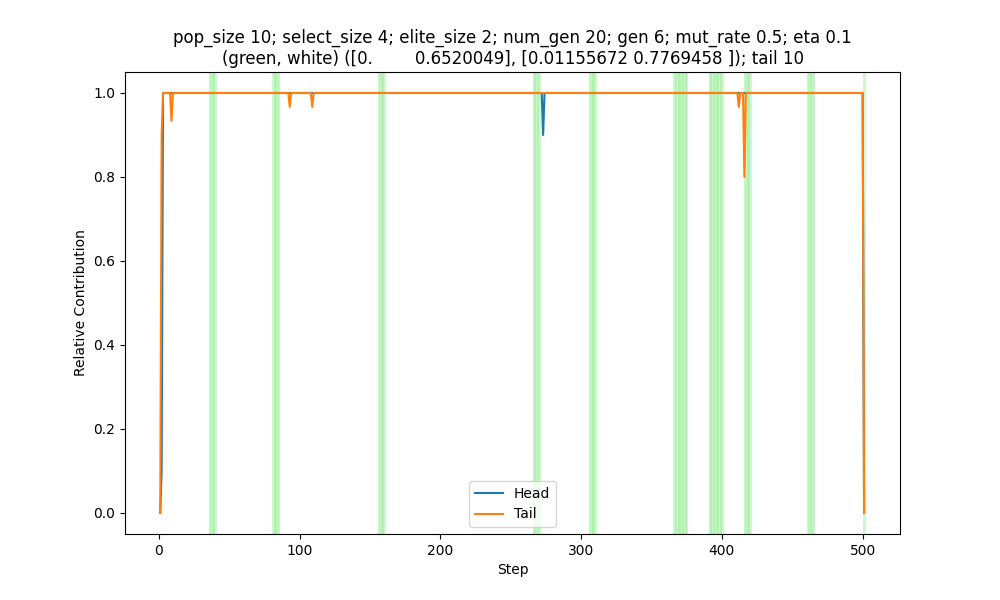 pop_size 10; select_size 4; elite_size 2; num_gen 20; gen 6; mut_rate 0.5; eta 0.1
(green, white) ([0.        0.6520049], [0.01155672 0.7769458 ]); tail 10
1.0
0.8
0.6
0.4
0.2
0.0
Relative Contribution
Head
Tail
0
100
200
300
400
500
Step